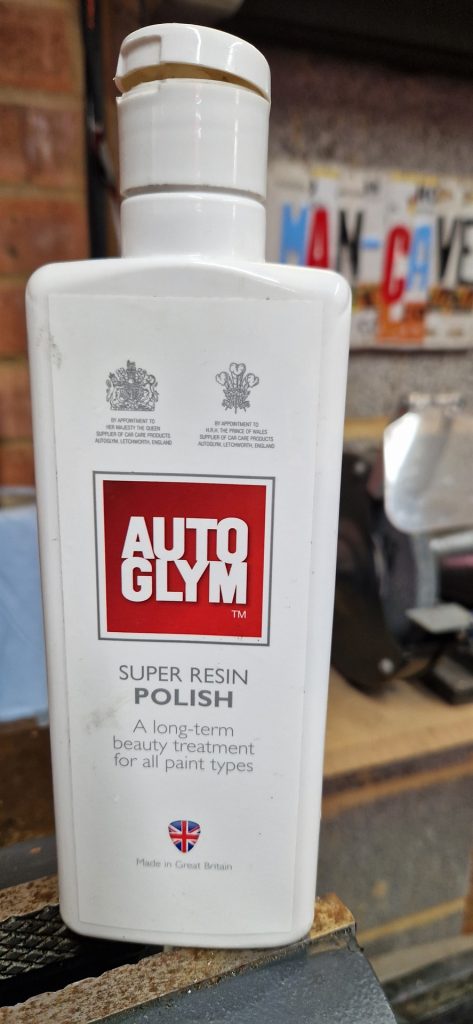 MAN-CAVE
BY APPOINTMENT TO
HER MAJESTY THE QUEEN
SUPPLIER OF CAR CARE PRODUCTS
AUTOGLYM, LETCHWORTH, ENGLAND
BY APPOINTMENT TO
H.R.H. THE PRINCE OF WALES
SUPPLIER OF CAR CARE PRODUCTS
AUTOGLYM, LETCHWORTH, ENGLAND
AUTO
GLYM
TM
SUPER RESIN
POLISH
A long-term
beauty treatment
for all paint types
Made in Great Britain